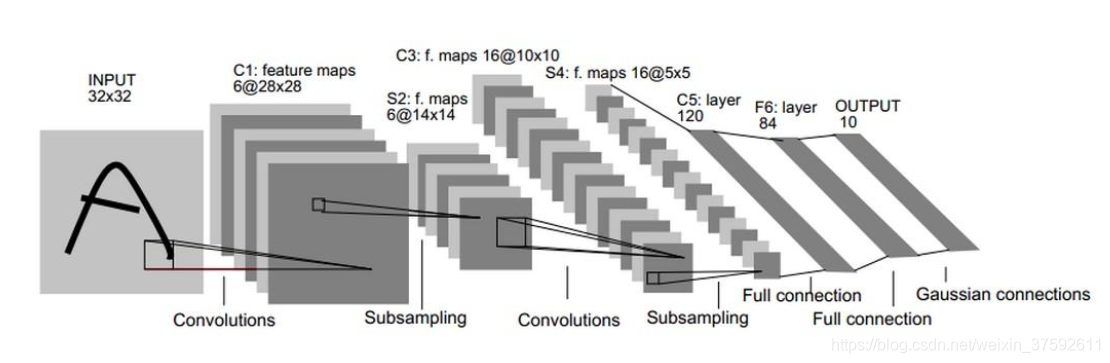 INPUT
32x32
C1: feature maps
6@28x28
S2: f. maps
6@14x14
C3: f. maps 16@10x10
S4: f. maps 16@5x5
C5: layer
120
F6: layer
84
OUTPUT
10
Convolutions
Subsampling
Convolutions
Subsampling
Full connection
Full connection
Gaussian connections
https://blog.csdn.net/weixin_37592611